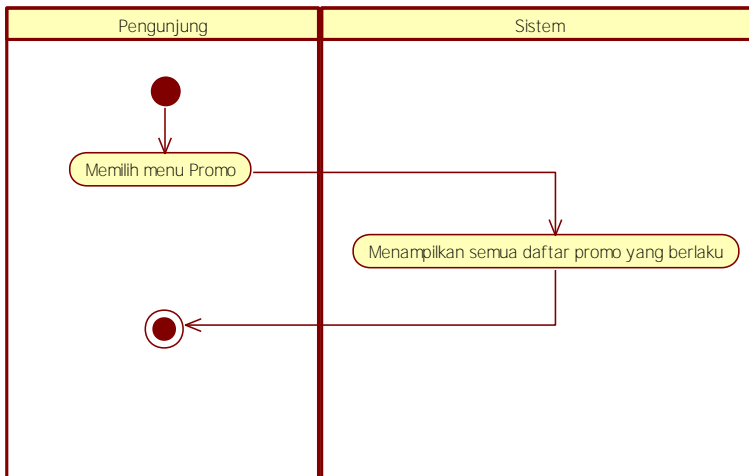 Pengunjung
Sistem
Memilih menu Promo
Menampilkan semua daftar promo yang berlaku